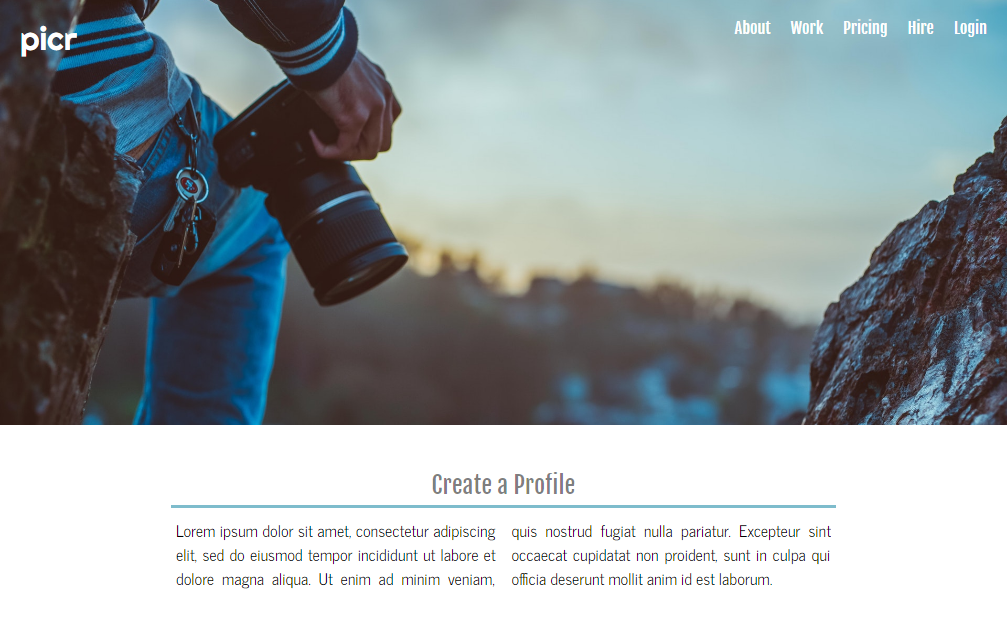 picr
About Work Pricing Hire Login
Create a Profile
Lorem ipsum dolor sit amet, consectetur adipiscing
elit, sed do eiusmod tempor incididunt ut labore et
dolore magna aliqua. Ut enim ad minim veniam,
quis nostrud fugiat nulla pariatur. Excepteur sint
occaecat cupidatat non proident, sunt in culpa qui
officia deserunt mollit anim id est laborum.